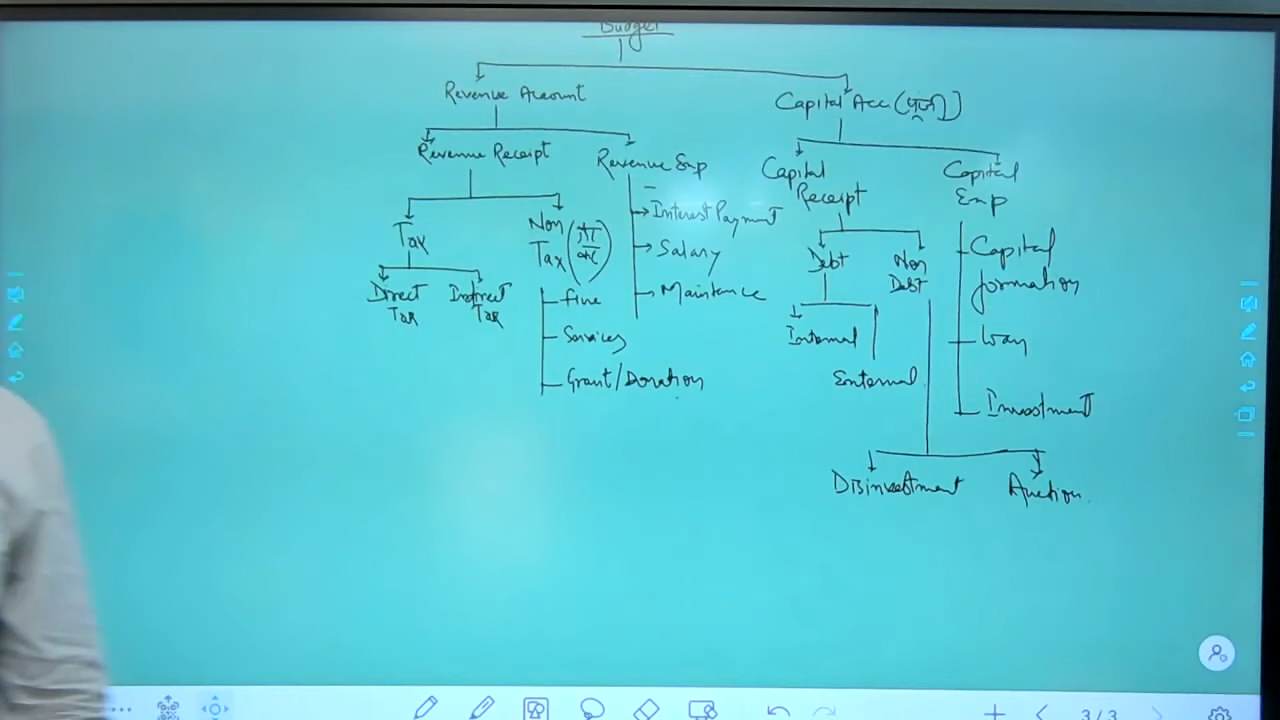 Budget
Revenue Account
Capital Acc (पूंजी)
Revenue Receipt
Revenue Exp
Capital
Receipt
Capital
Exp
Tax
Non
Tax
Direct
Tax
Indirect
Tax
Fine
Services
Grant/Donation
Interest Payment
Salary
Maintance
Debt
Non
Debt
Internal
External
Disinvestment
Auction
Capital
formation
Loan
Investment
3/3